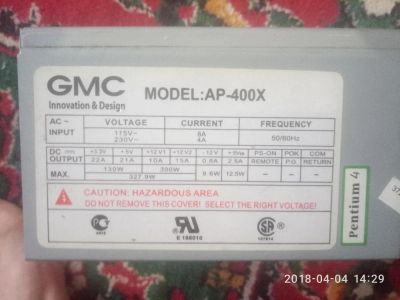 GMC
Innovation & Design
MODEL:AP-400X
AC ~ INPUT VOLTAGE CURRENT FREQUENCY
115V~ 8A 50/60Hz
230V~ 4A
DC OUTPUT +3.3V +5V +12V1 +12V2 -12V +5Vsb PS-ON POK COM
22A 21A 10A 15A 0.8A 2.5A REMOTE P.G. RETURN
MAX. 130W 300W 9.6W 12.5W
327.9W
CAUTION: HAZARDOUS AREA
DO NOT REMOVE THIS COVER, BE SURE SELECT THE RIGHT VOLTAGE
Pentium 4
E 186010
2018-04-04 14:29